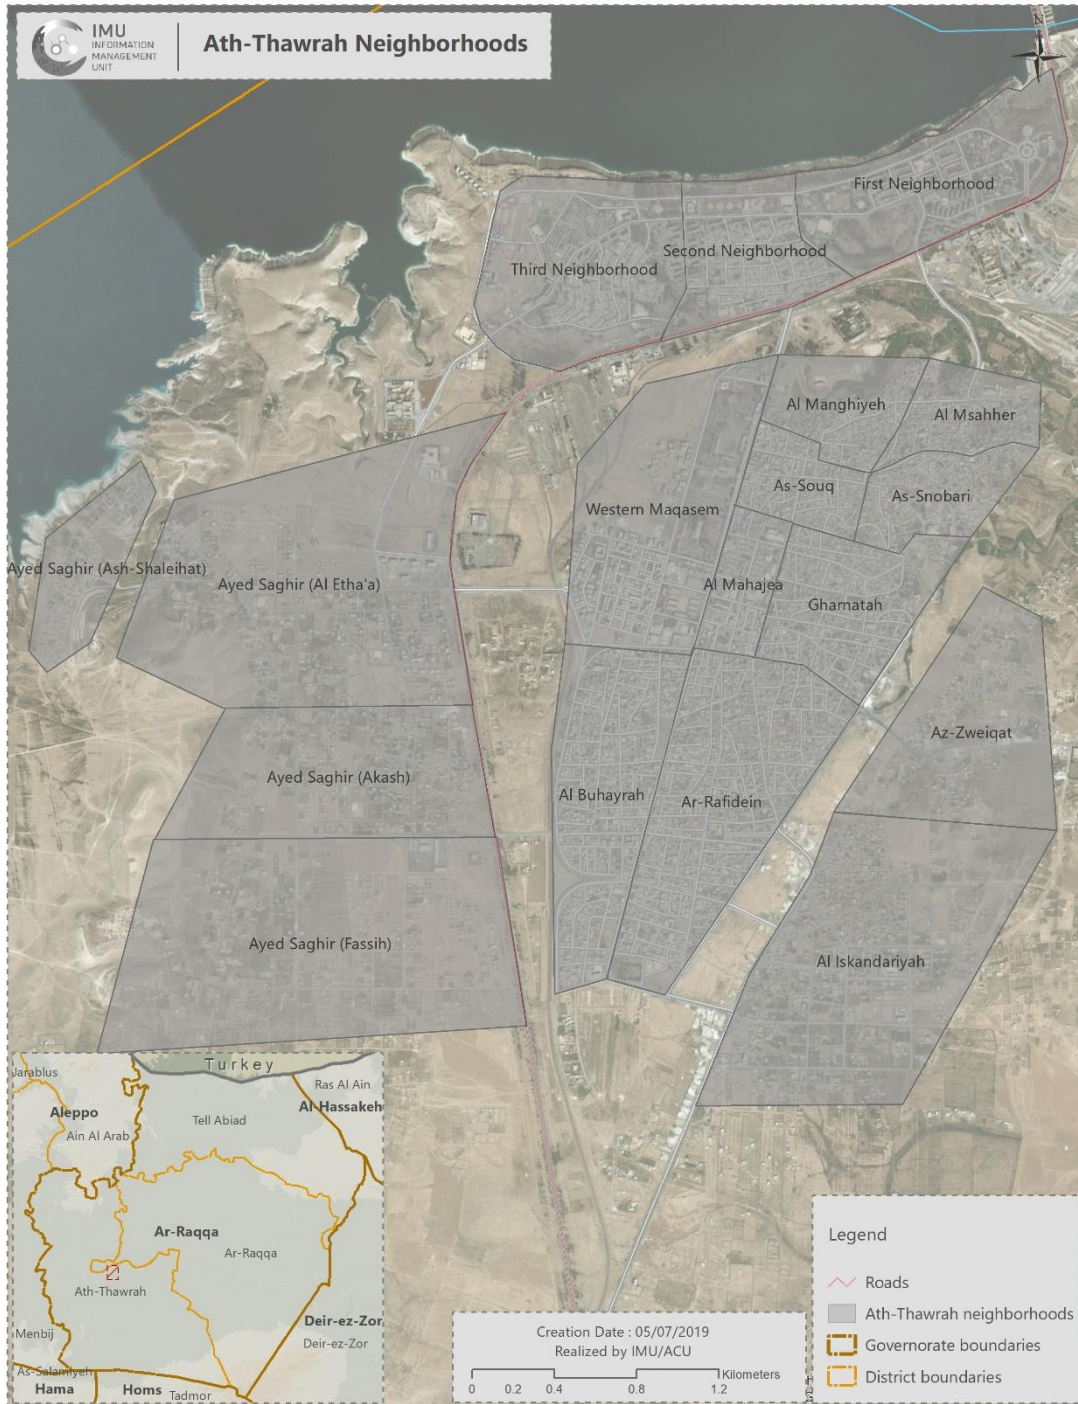 IMU
INFORMATION
MANAGEMENT
UNIT
Ath-Thawrah Neighborhoods
N
First Neighborhood
Second Neighborhood
Third Neighborhood
Al Manghiyeh
Al Msahher
As-Souq
As-Snobari
Western Maqasem
Ayed Saghir (Ash-Shaleihat)
Ayed Saghir (Al Etha'a)
Al Mahajea
Gharnatah
Az-Zweiqat
Ayed Saghir (Akash)
Al Buhayrah
Ar-Rafidein
Ayed Saghir (Fassih)
Al Iskandariyah
Turkey
Jarablus
Ras Al Ain
Aleppo
Al-Hassakeh
Tell Abiad
Ain Al Arab
Ar-Raqqa
Ar-Raqqa
Ath-Thawrah
Deir-ez-Zor
Menbij
Deir-ez-Zor
As-Salamiyeh
Hama
Homs
Tadmor
Creation Date : 05/07/2019
Realized by IMU/ACU
Kilometers
0 0.2 0.4 0.8 1.2
Legend
Roads
Ath-Thawrah neighborhoods
Governorate boundaries
District boundaries